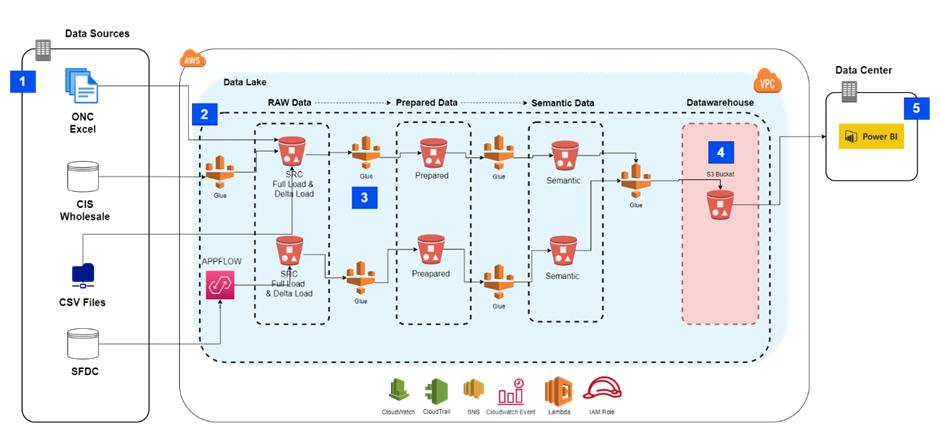 Data Sources
1
ONC
Excel
CIS
Wholesale
CSV Files
SFDC
AWS
VPC
Data Lake
RAW Data
Prepared Data
Semantic Data
Datawarehouse
2
Glue
SRC
Full Load &
Delta Load
Glue
3
Prepared
Glue
Semantic
Glue
4
S3 Bucket
APPFLOW
SRC
Full Load
& Delta Load
Glue
Preapared
Glue
Semantic
CloudWatch
CloudTrail
SNS
Cloudwatch Event
Lambda
IAM Role
Data Center
5
Power BI